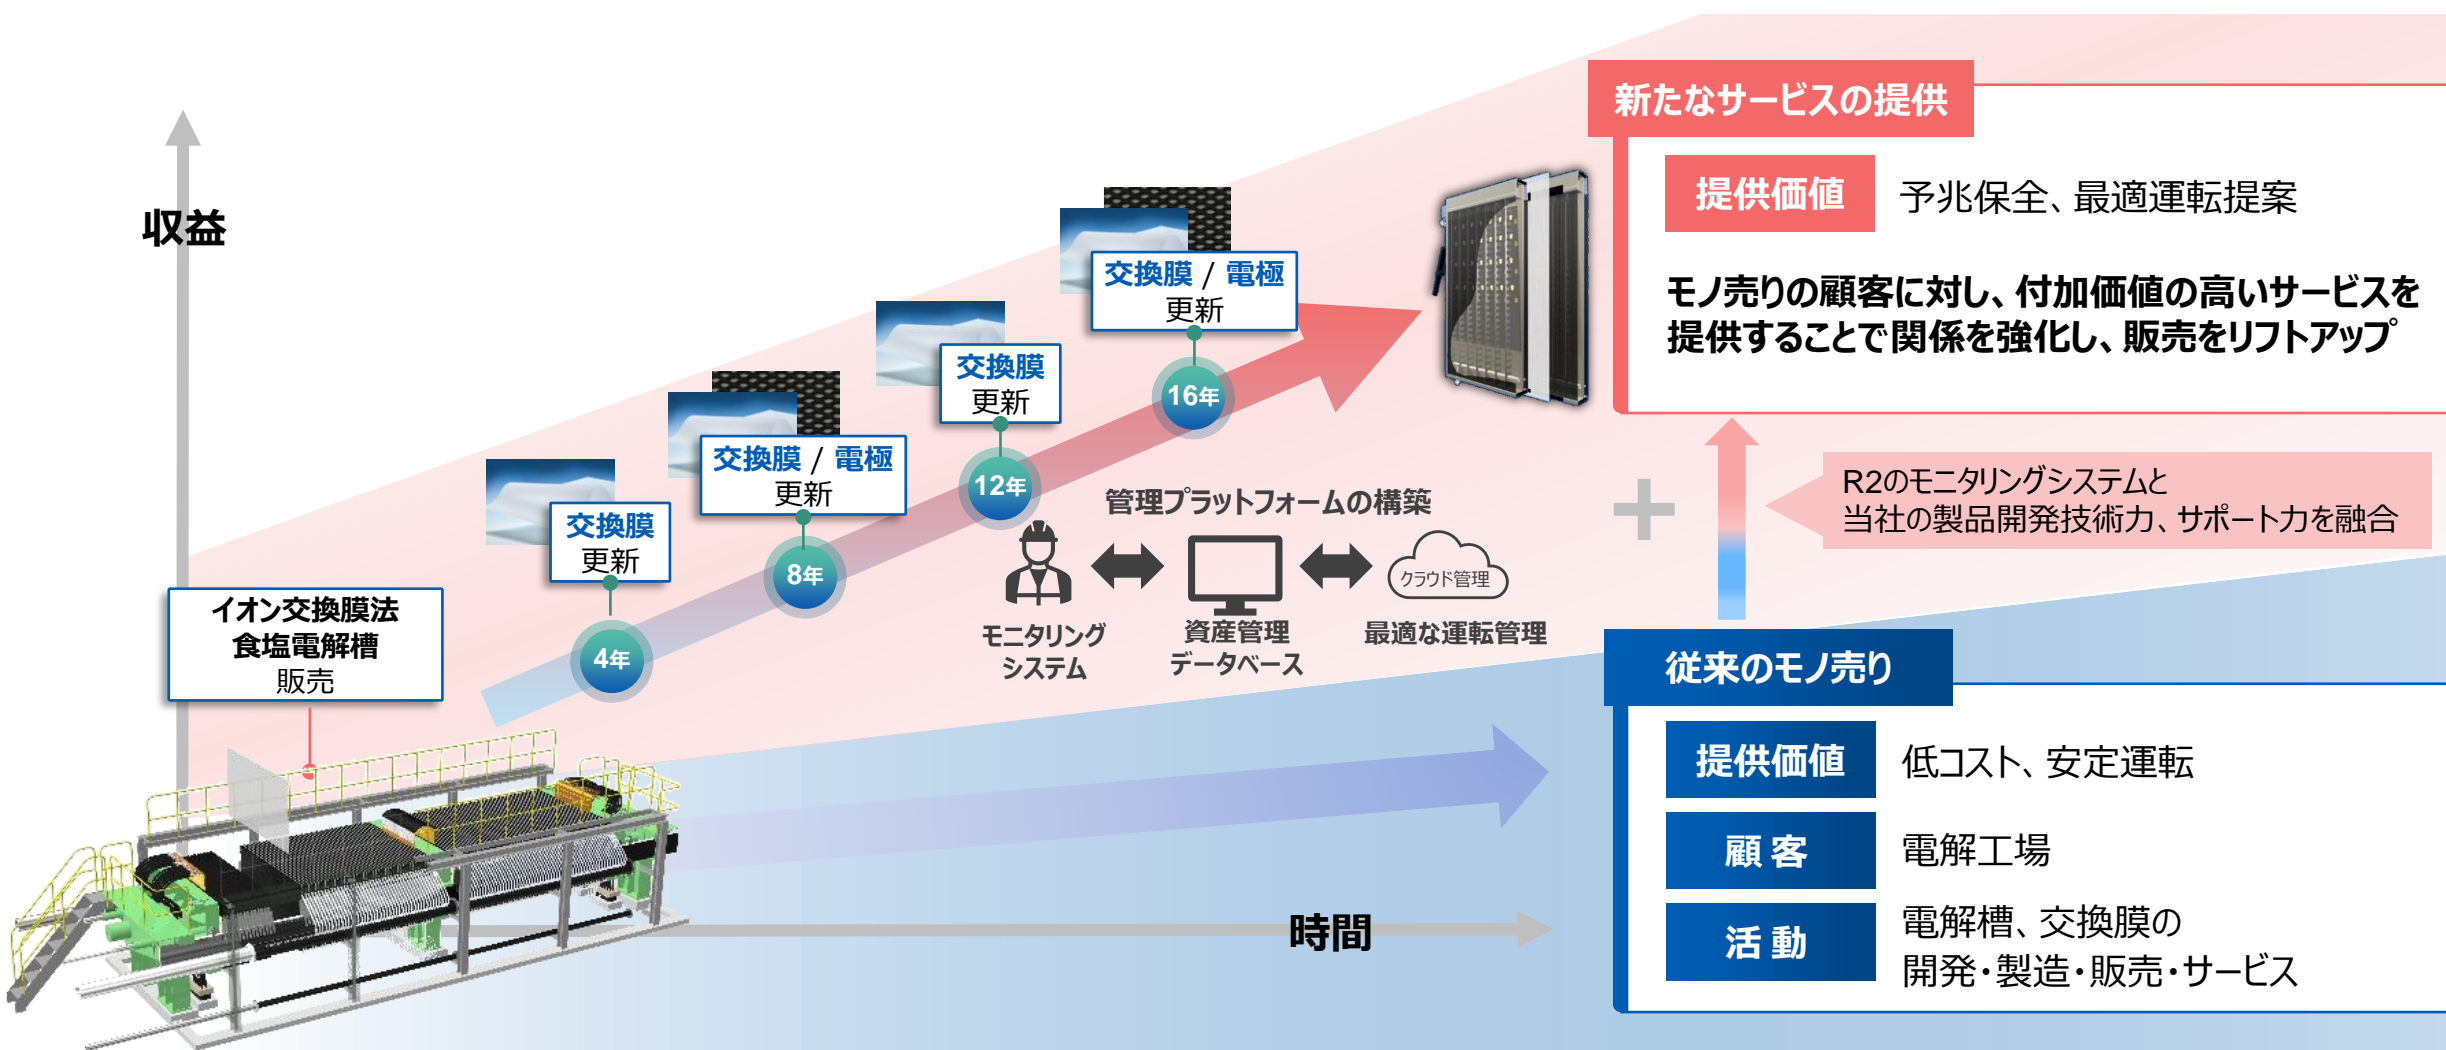 収益
イオン交換膜法
食塩電解槽
販売
交換膜
更新
4年
交換膜 / 電極
更新
8年
交換膜
更新
12年
交換膜 / 電極
更新
16年
管理プラットフォームの構築
クラウド管理
モニタリング
システム
資産管理
データベース
最適な運転管理
時間
新たなサービスの提供
提供価値
予兆保全、最適運転提案
モノ売りの顧客に対し、付加価値の高いサービスを
提供することで関係を強化し、販売をリフトアップ
+
R2のモニタリングシステムと
当社の製品開発技術力、サポート力を融合
従来のモノ売り
提供価値
低コスト、安定運転
顧 客
電解工場
活 動
電解槽、交換膜の
開発・製造・販売・サービス